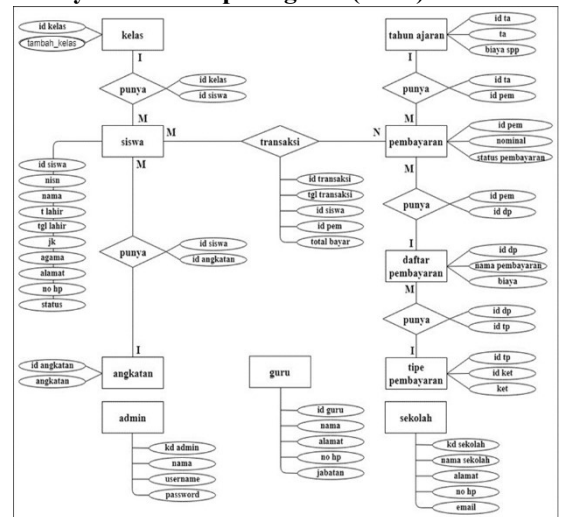 id kelas
tambah_kelas
kelas
I
punya
id kelas
id siswa
M
siswa
M
M
id siswa
nisn
nama
t lahir
tgl lahir
jk
agama
alamat
no hp
status
punya
id siswa
id angkatan
I
angkatan
id angkatan
angkatan
transaksi
id transaksi
tgl transaksi
id siswa
id pem
total bayar
N
tahun ajaran
id ta
ta
biaya spp
I
punya
id ta
id pem
M
pembayaran
id pem
nominal
status pembayaran
M
punya
id pem
id dp
I
daftar
pembayaran
id dp
nama pembayaran
biaya
M
punya
id dp
id tp
I
tipe
pembayaran
id tp
id ket
ket
admin
kd admin
nama
username
password
guru
id guru
nama
alamat
no hp
jabatan
sekolah
kd sekolah
nama sekolah
alamat
no hp
email